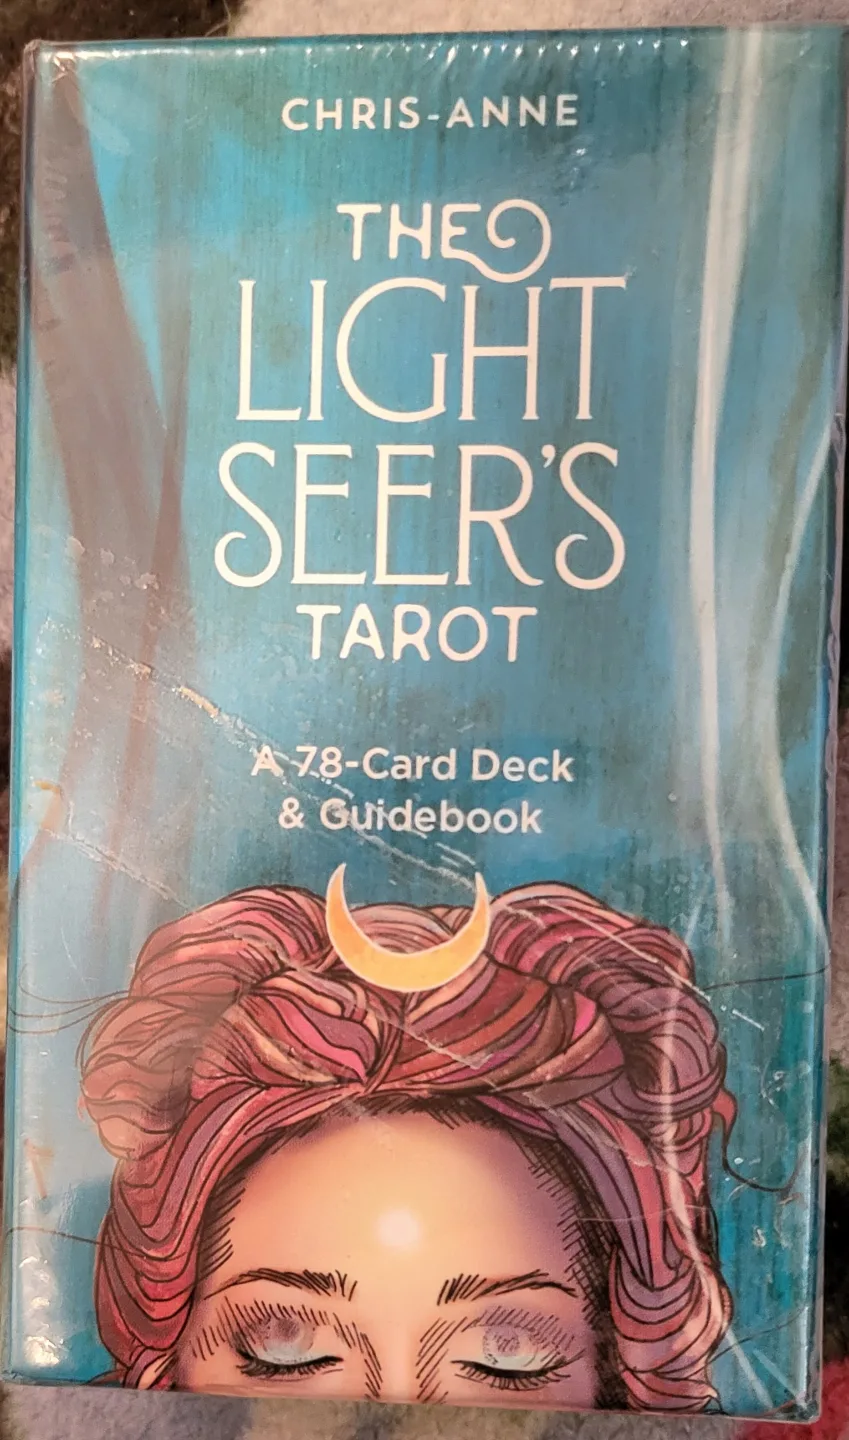 CHRIS-ANNE
THE
LIGHT
SEER'S
TAROT
A 78-Card Deck
& Guidebook